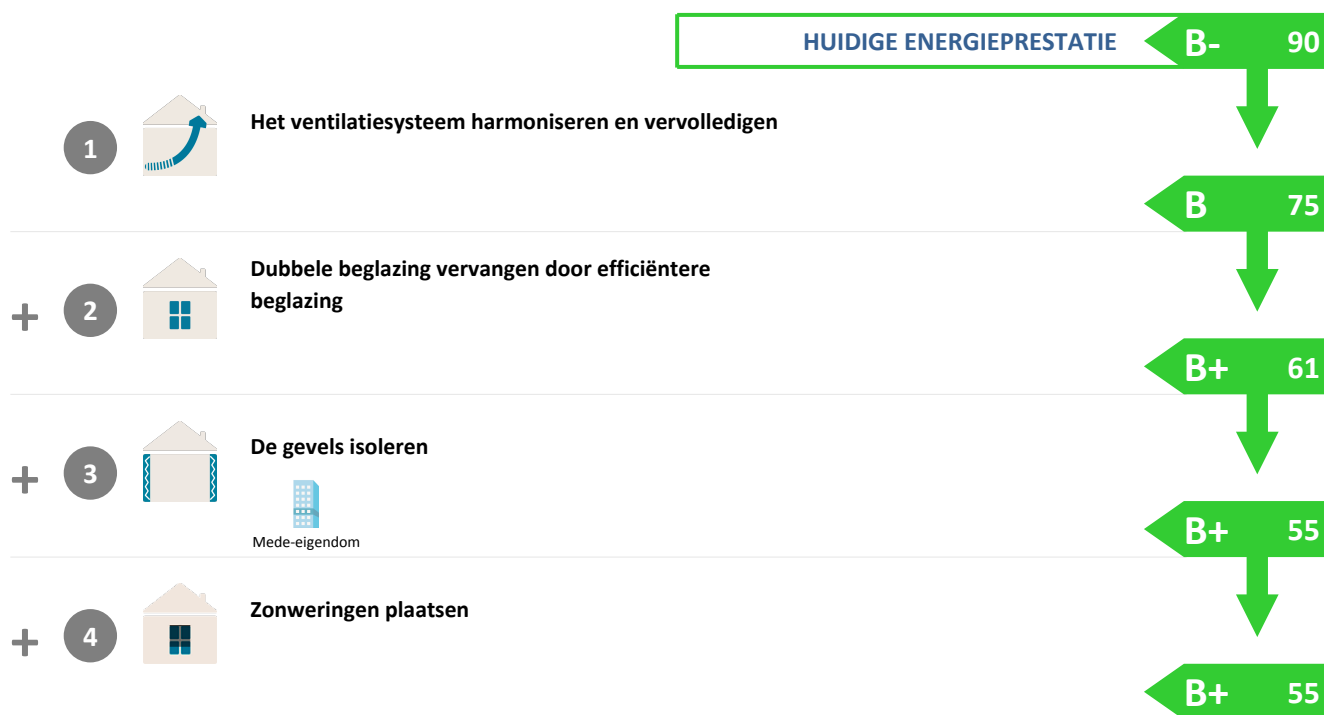 HUIDIGE ENERGIEPRESTATIE B- 90
1 Het ventilatiesysteem harmoniseren en vervolledigen
B 75
+ 2 Dubbele beglazing vervangen door efficiëntere
beglazing
B+ 61
+ 3 De gevels isoleren
Mede-eigendom
B+ 55
+ 4 Zonweringen plaatsen
B+ 55